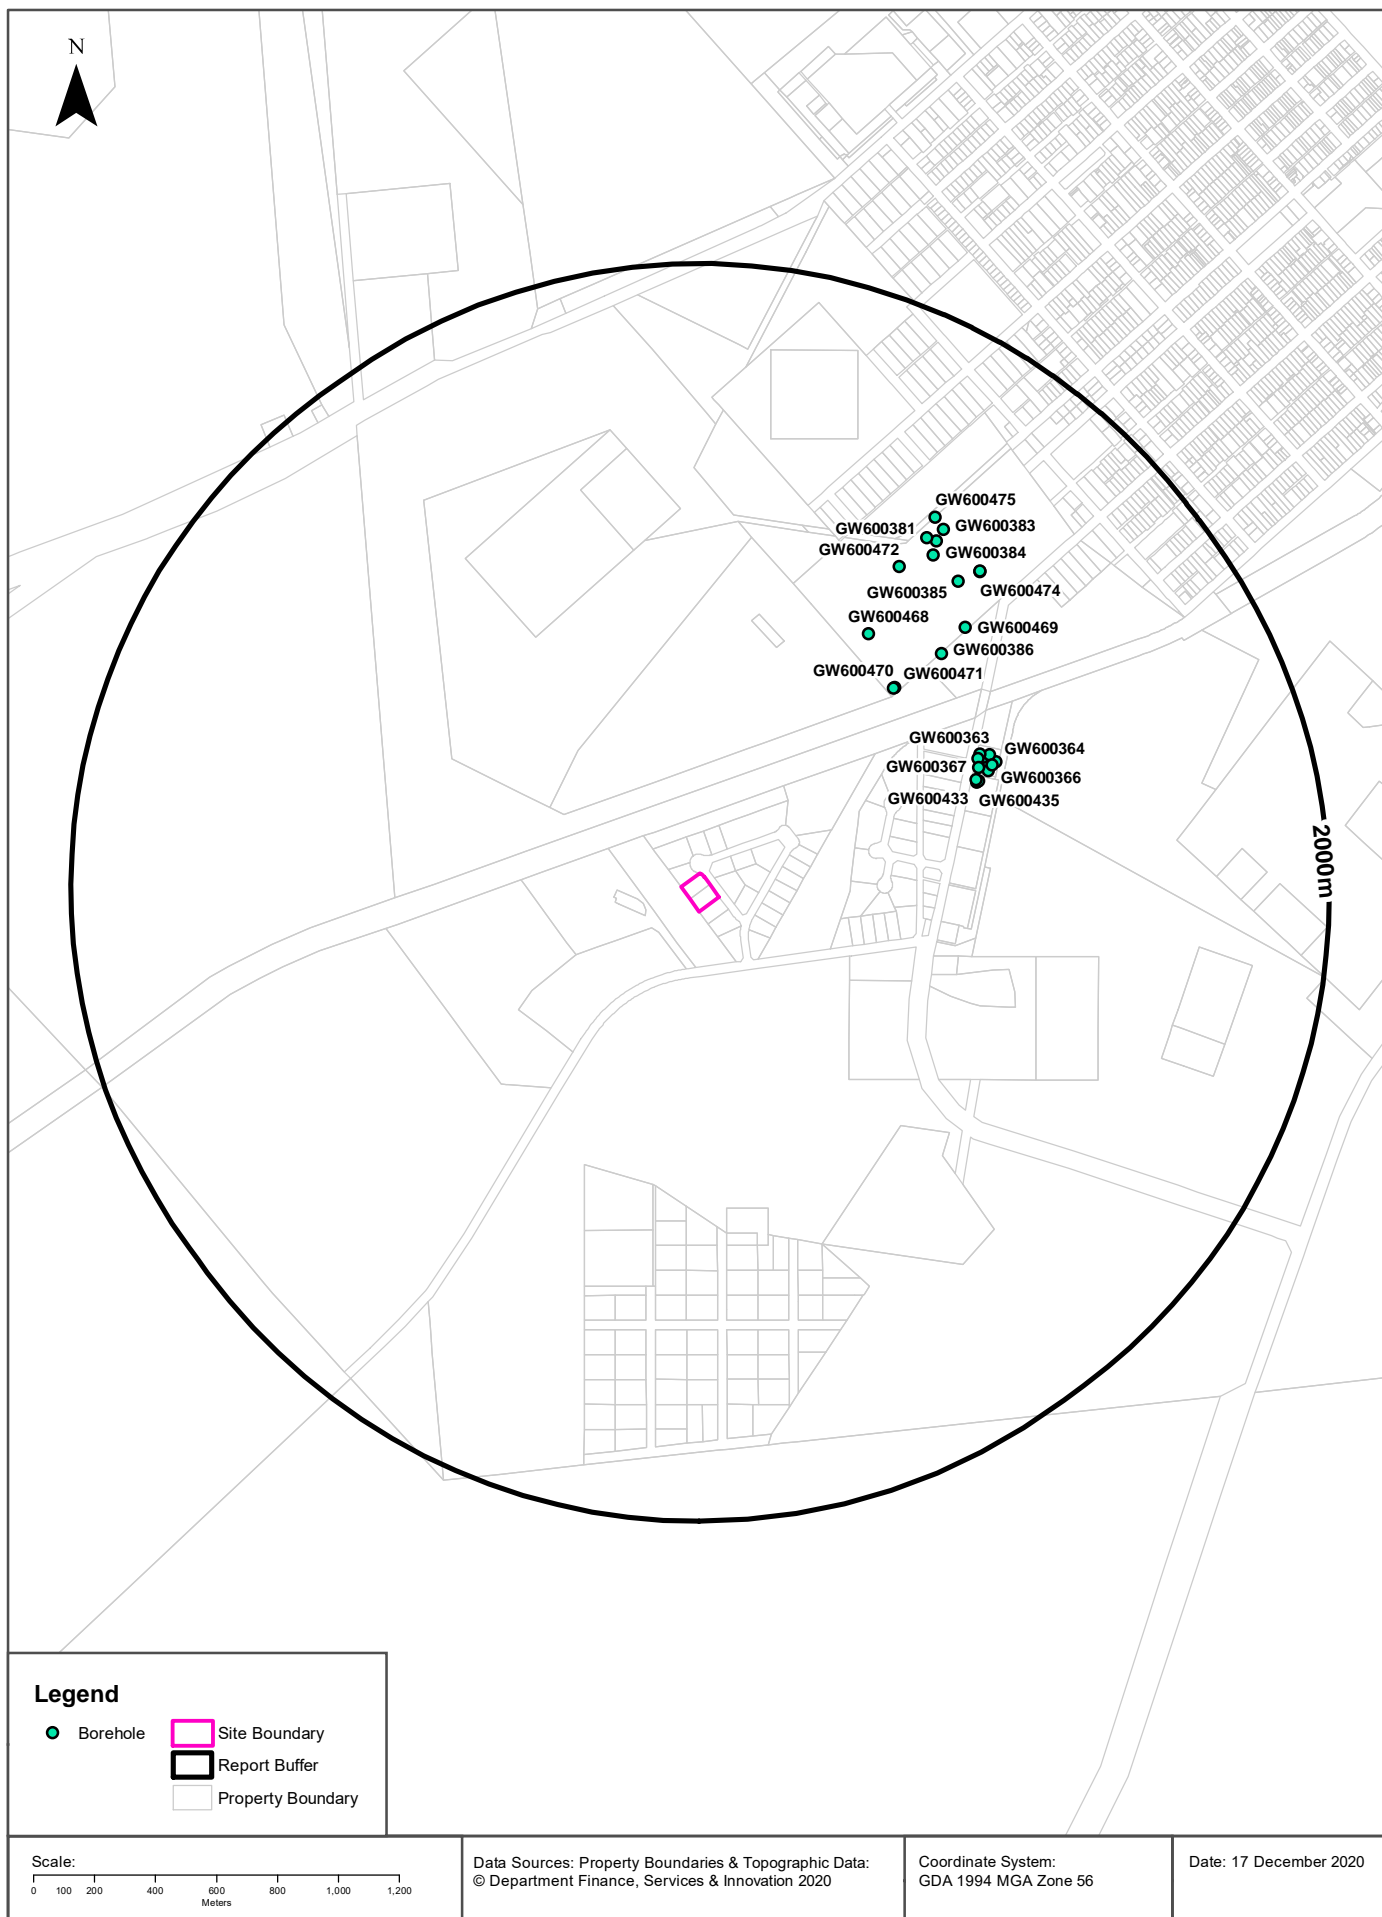 N
GW600475
GW600381
GW600383
GW600472
GW600384
GW600385
GW600474
GW600468
GW600469
GW600386
GW600470
GW600471
GW600363
GW600364
GW600367
GW600366
GW600433
GW600435
2000m
Legend
Borehole
Site Boundary
Report Buffer
Property Boundary
Scale:
0 100 200 400 600 800 1,000 1,200
Meters
Data Sources: Property Boundaries & Topographic Data:
© Department Finance, Services & Innovation 2020
Coordinate System:
GDA 1994 MGA Zone 56
Date: 17 December 2020